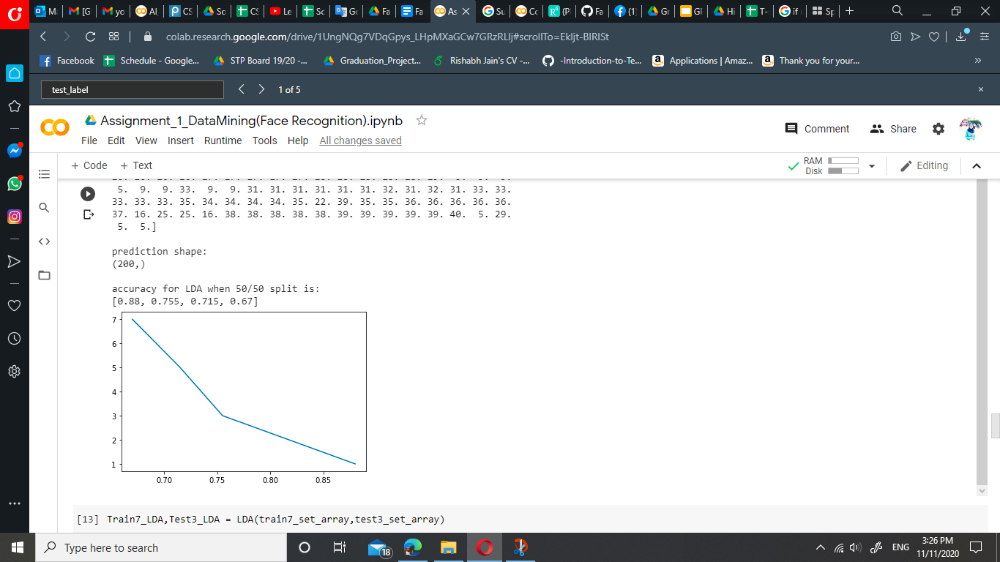 Ma
[G
yo
Al
CS
So
CS
Le
Sc
Go
Fa
Fa
As
Su
Co
(P
Fa
(1)
Gr
GP
Hi
T-
if
Sp
colab.research.google.com/drive/1UngNQg7VDqGpys_LHpMXaGCw7GRzRLlj#scrollTo=Ekljt-BlRlSt
Facebook
Schedule - Google...
STP Board 19/20 -...
Graduation_Project...
Rishabh Jain's CV -...
-Introduction-to-Te...
Applications | Amaz...
Thank you for your...
test_label
1 of 5
Assignment_1_DataMining(Face Recognition).ipynb
Comment
Share
File Edit View Insert Runtime Tools Help All changes saved
+ Code + Text
RAM
Disk
Editing
5. 9. 9. 33. 9. 9. 31. 31. 31. 31. 31. 31. 32. 31. 32. 31. 33. 33.
33. 33. 33. 35. 34. 34. 34. 34. 35. 22. 39. 35. 35. 36. 36. 36. 36. 36.
37. 16. 25. 25. 16. 38. 38. 38. 38. 38. 39. 39. 39. 39. 39. 40. 5. 29.
5. 5.]
prediction shape:
(200,)
accuracy for LDA when 50/50 split is:
[0.88, 0.755, 0.715, 0.67]
7
6
5
4
3
2
1
0.70 0.75 0.80 0.85
[13] Train7_LDA,Test3_LDA = LDA(train7_set_array,test3_set_array)
Type here to search
18
ENG
3:26 PM
11/11/2020